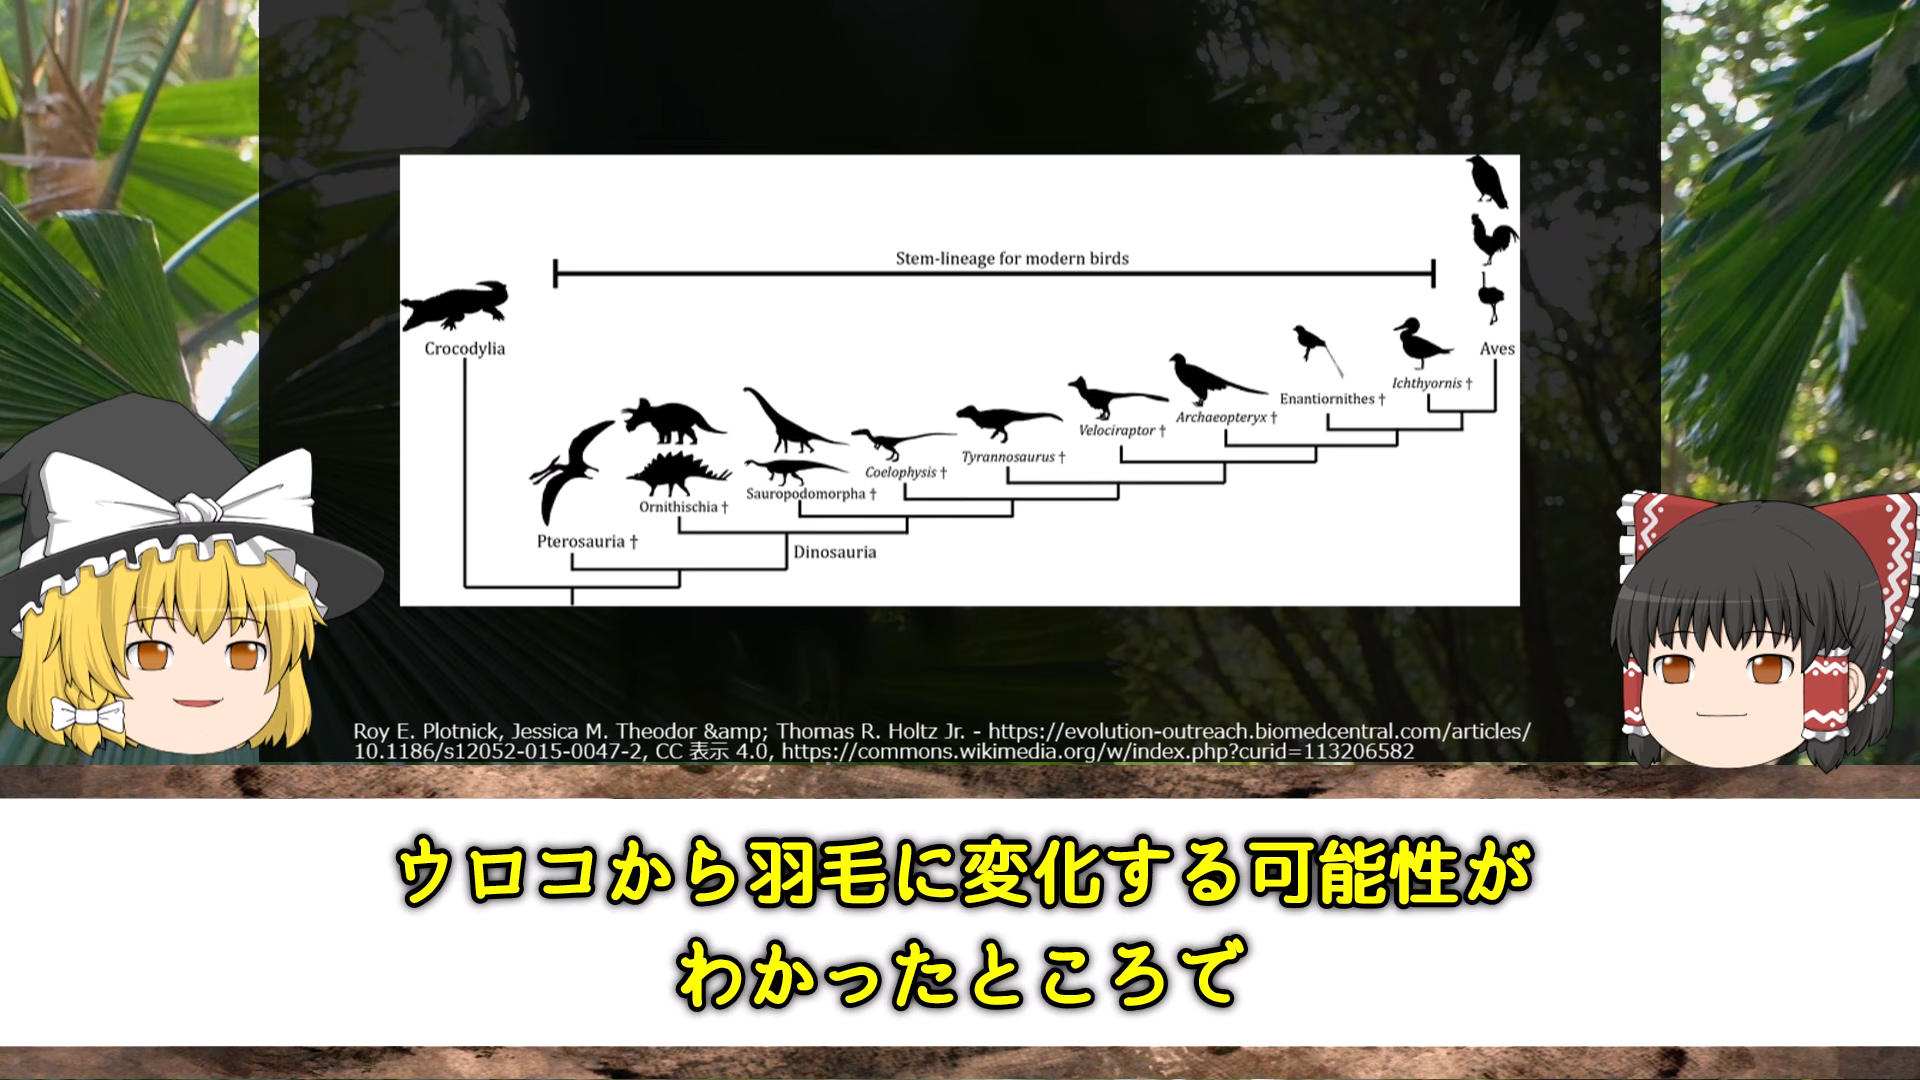 Stem-lineage for modern birds
Crocodylia
Aves
Ichthyornis †
Enantiornithes †
Archaeopteryx †
Velociraptor †
Tyrannosaurus †
Coelophysis †
Sauropodomorpha †
Ornithischia †
Pterosauria †
Dinosauria
Roy E. Plotnick, Jessica M. Theodor &amp; Thomas R. Holtz Jr. - https://evolution-outreach.biomedcentral.com/articles/
10.1186/s12052-015-0047-2, CC 表示 4.0, https://commons.wikimedia.org/w/index.php?curid=113206582
ウロコから羽毛に変化する可能性が
わかったところで